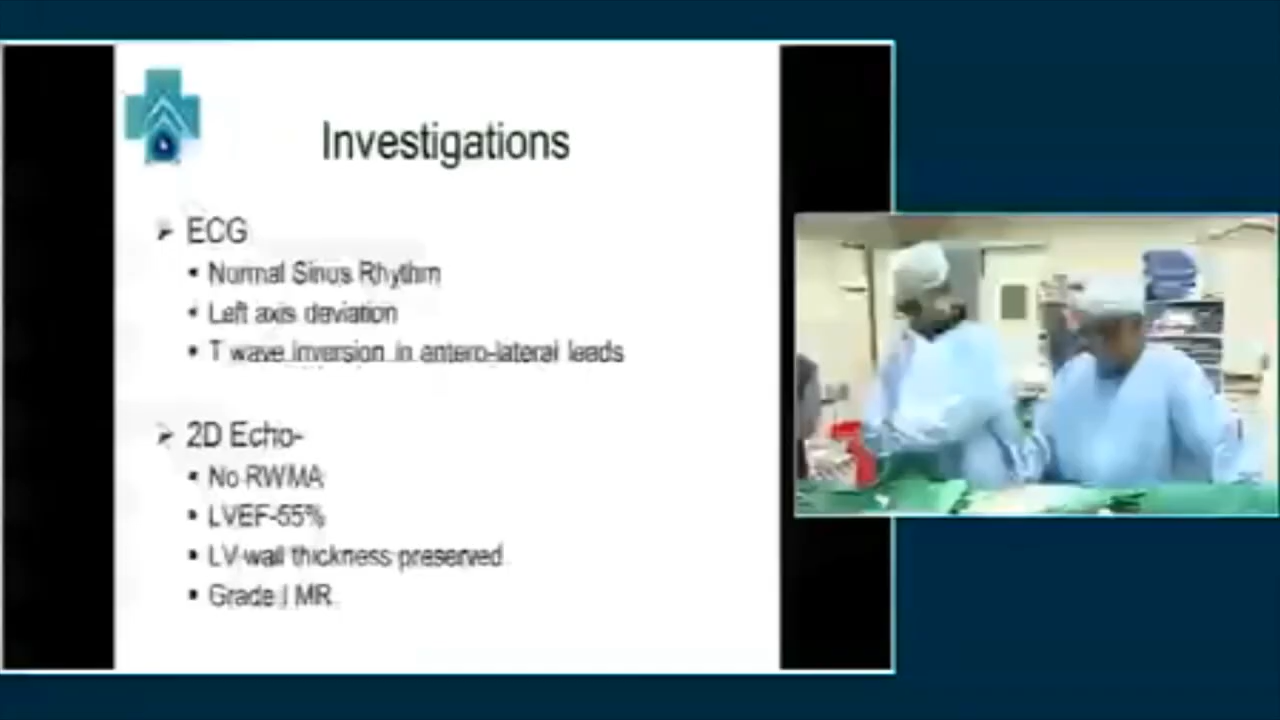 Investigations
➢ ECG
• Normal Sinus Rhythm
• Left axis deviation
• T wave inversion in antero-lateral leads
➢ 2D Echo-
• No RWMA
• LVEF-55%
• LV wall thickness preserved
• Grade I MR